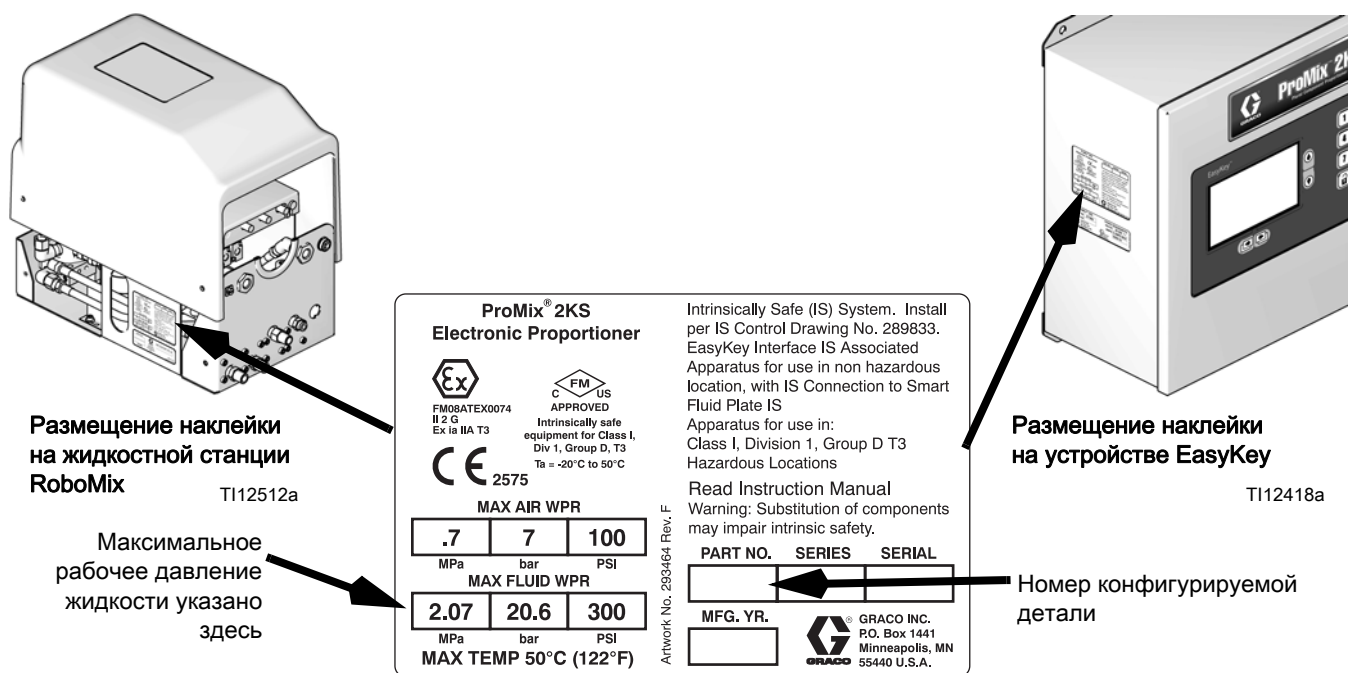 ProMix 2K
GRACO
EasyKey
Размещение наклейки
на жидкостной станции
RoboMix
TI12512a
Максимальное
рабочее давление
жидкости указано
здесь
ProMix® 2KS
Electronic Proportioner
Ex
FM08ATEX0074
II 2 G
Ex ia IIA T3
CE 2575
C FM US
APPROVED
Intrinsically safe
equipment for Class I,
Div 1, Group D, T3
Ta = -20°C to 50°C
MAX AIR WPR
.7 7 100
MPa bar PSI
MAX FLUID WPR
2.07 20.6 300
MPa bar PSI
MAX TEMP 50°C (122°F)
Artwork No. 293464 Rev. F
Intrinsically Safe (IS) System. Install
per IS Control Drawing No. 289833.
EasyKey Interface IS Associated
Apparatus for use in non hazardous
location, with IS Connection to Smart
Fluid Plate IS
Apparatus for use in:
Class I, Division 1, Group D T3
Hazardous Locations
Read Instruction Manual
Warning: Substitution of components
may impair intrinsic safety.
PART NO. SERIES SERIAL
MFG. YR.
GRACO
®
GRACO INC.
P.O. Box 1441
Minneapolis, MN
55440 U.S.A.
Размещение наклейки
на устройстве EasyKey
TI12418a
Номер конфигурируемой
детали